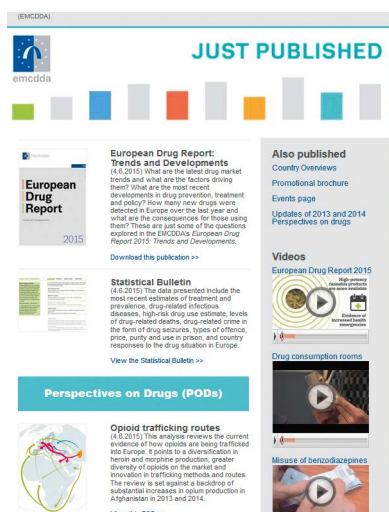 (EMCDDA).
emcdda
JUST PUBLISHED
European
Drug
Report
2015
European Drug Report:
Trends and Developments
(4.6.2015) What are the latest drug market
trends and what are the factors driving
them? What are the most recent
developments in drug prevention, treatment
and policy? How many new drugs were
detected in Europe over the last year and
what are the consequences for those using
them? These are just some of the questions
explored in the EMCDDA's European Drug
Report 2015: Trends and Developments.
Download this publication >>
Statistical Bulletin
(4.6.2015) The data presented include the
most recent estimates of treatment and
prevalence, drug-related infectious
diseases, high-risk drug use estimate, levels
of drug-related deaths, drug-related crime in
the form of drug seizures, types of offence,
price, purity and use in prison, and country
responses to the drug situation in Europe.
View the Statistical Bulletin >>
Perspectives on Drugs (PODs)
Opioid trafficking routes
(4.6.2015) This analysis reviews the current
evidence of how opioids are being trafficked
into Europe. It points to a diversification in
heroin and morphine production, greater
diversity of opioids on the market and
innovation in trafficking methods and routes.
The review is set against a backdrop of
substantial increases in opium production in
Afghanistan in 2013 and 2014.
Also published
Country Overviews
Promotional brochure
Events page
Updates of 2013 and 2014
Perspectives on drugs
Videos
European Drug Report 2015
High-potency
cannabis products
are more available
Evidence of
increased health
emergencies
Drug consumption rooms
Misuse of benzodiazepines